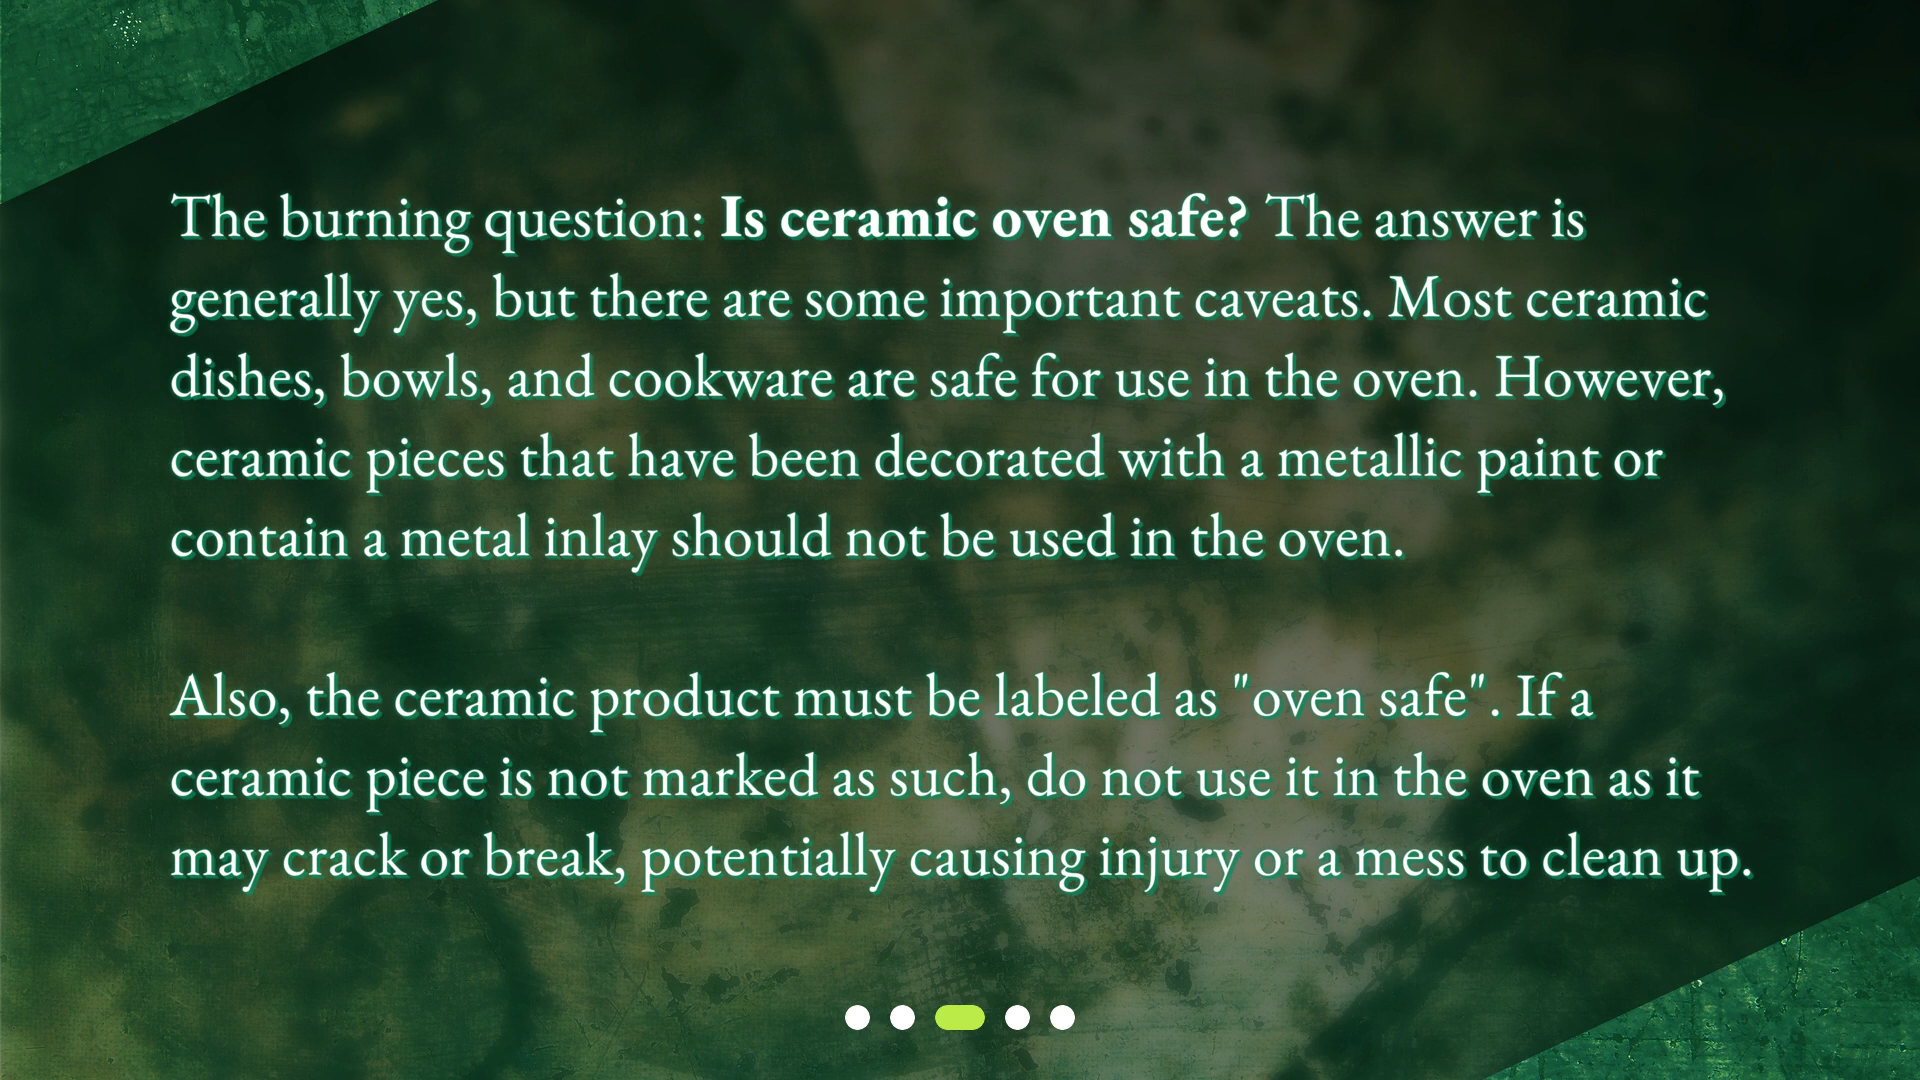 The burning question: Is ceramic oven safe? The answer is
generally yes, but there are some important caveats. Most ceramic
dishes, bowls, and cookware are safe for use in the oven. However,
ceramic pieces that have been decorated with a metallic paint or
contain a metal inlay should not be used in the oven.
Also, the ceramic product must be labeled as "oven safe". If a
ceramic piece is not marked as such, do not use it in the oven as it
may crack or break, potentially causing injury or a mess to clean up.